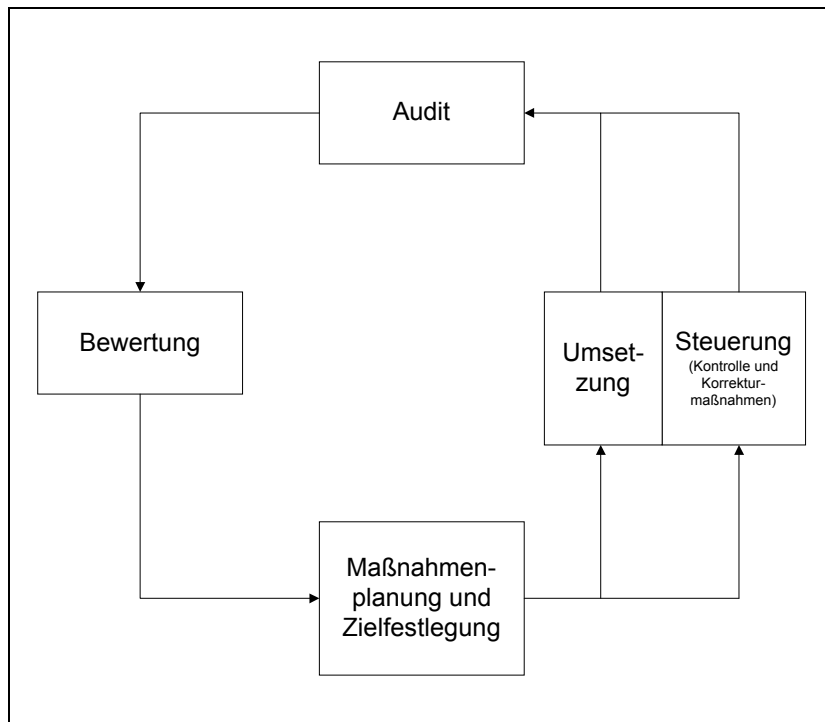 Audit
Bewertung
Umset-
zung
Steuerung
(Kontrolle und
Korrektur-
maßnahmen)
Maßnahmen-
planung und
Zielfestlegung